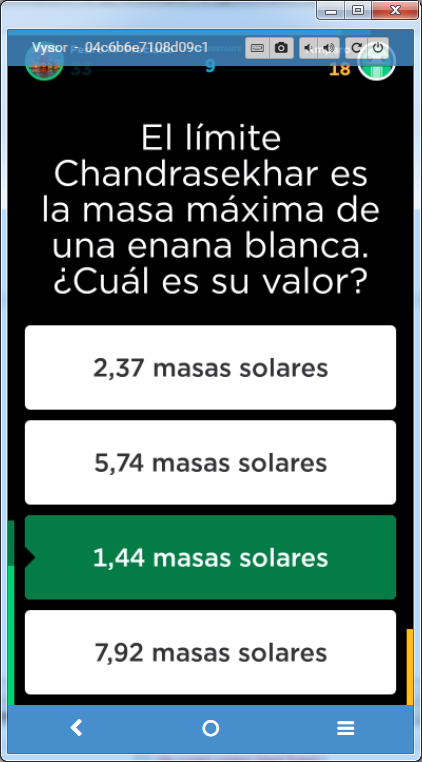 Vysor - 04c6b6e7108d09c1
33
9
18
El límite
Chandrasekhar es
la masa máxima de
una enana blanca.
¿Cuál es su valor?
2,37 masas solares
5,74 masas solares
1,44 masas solares
7,92 masas solares